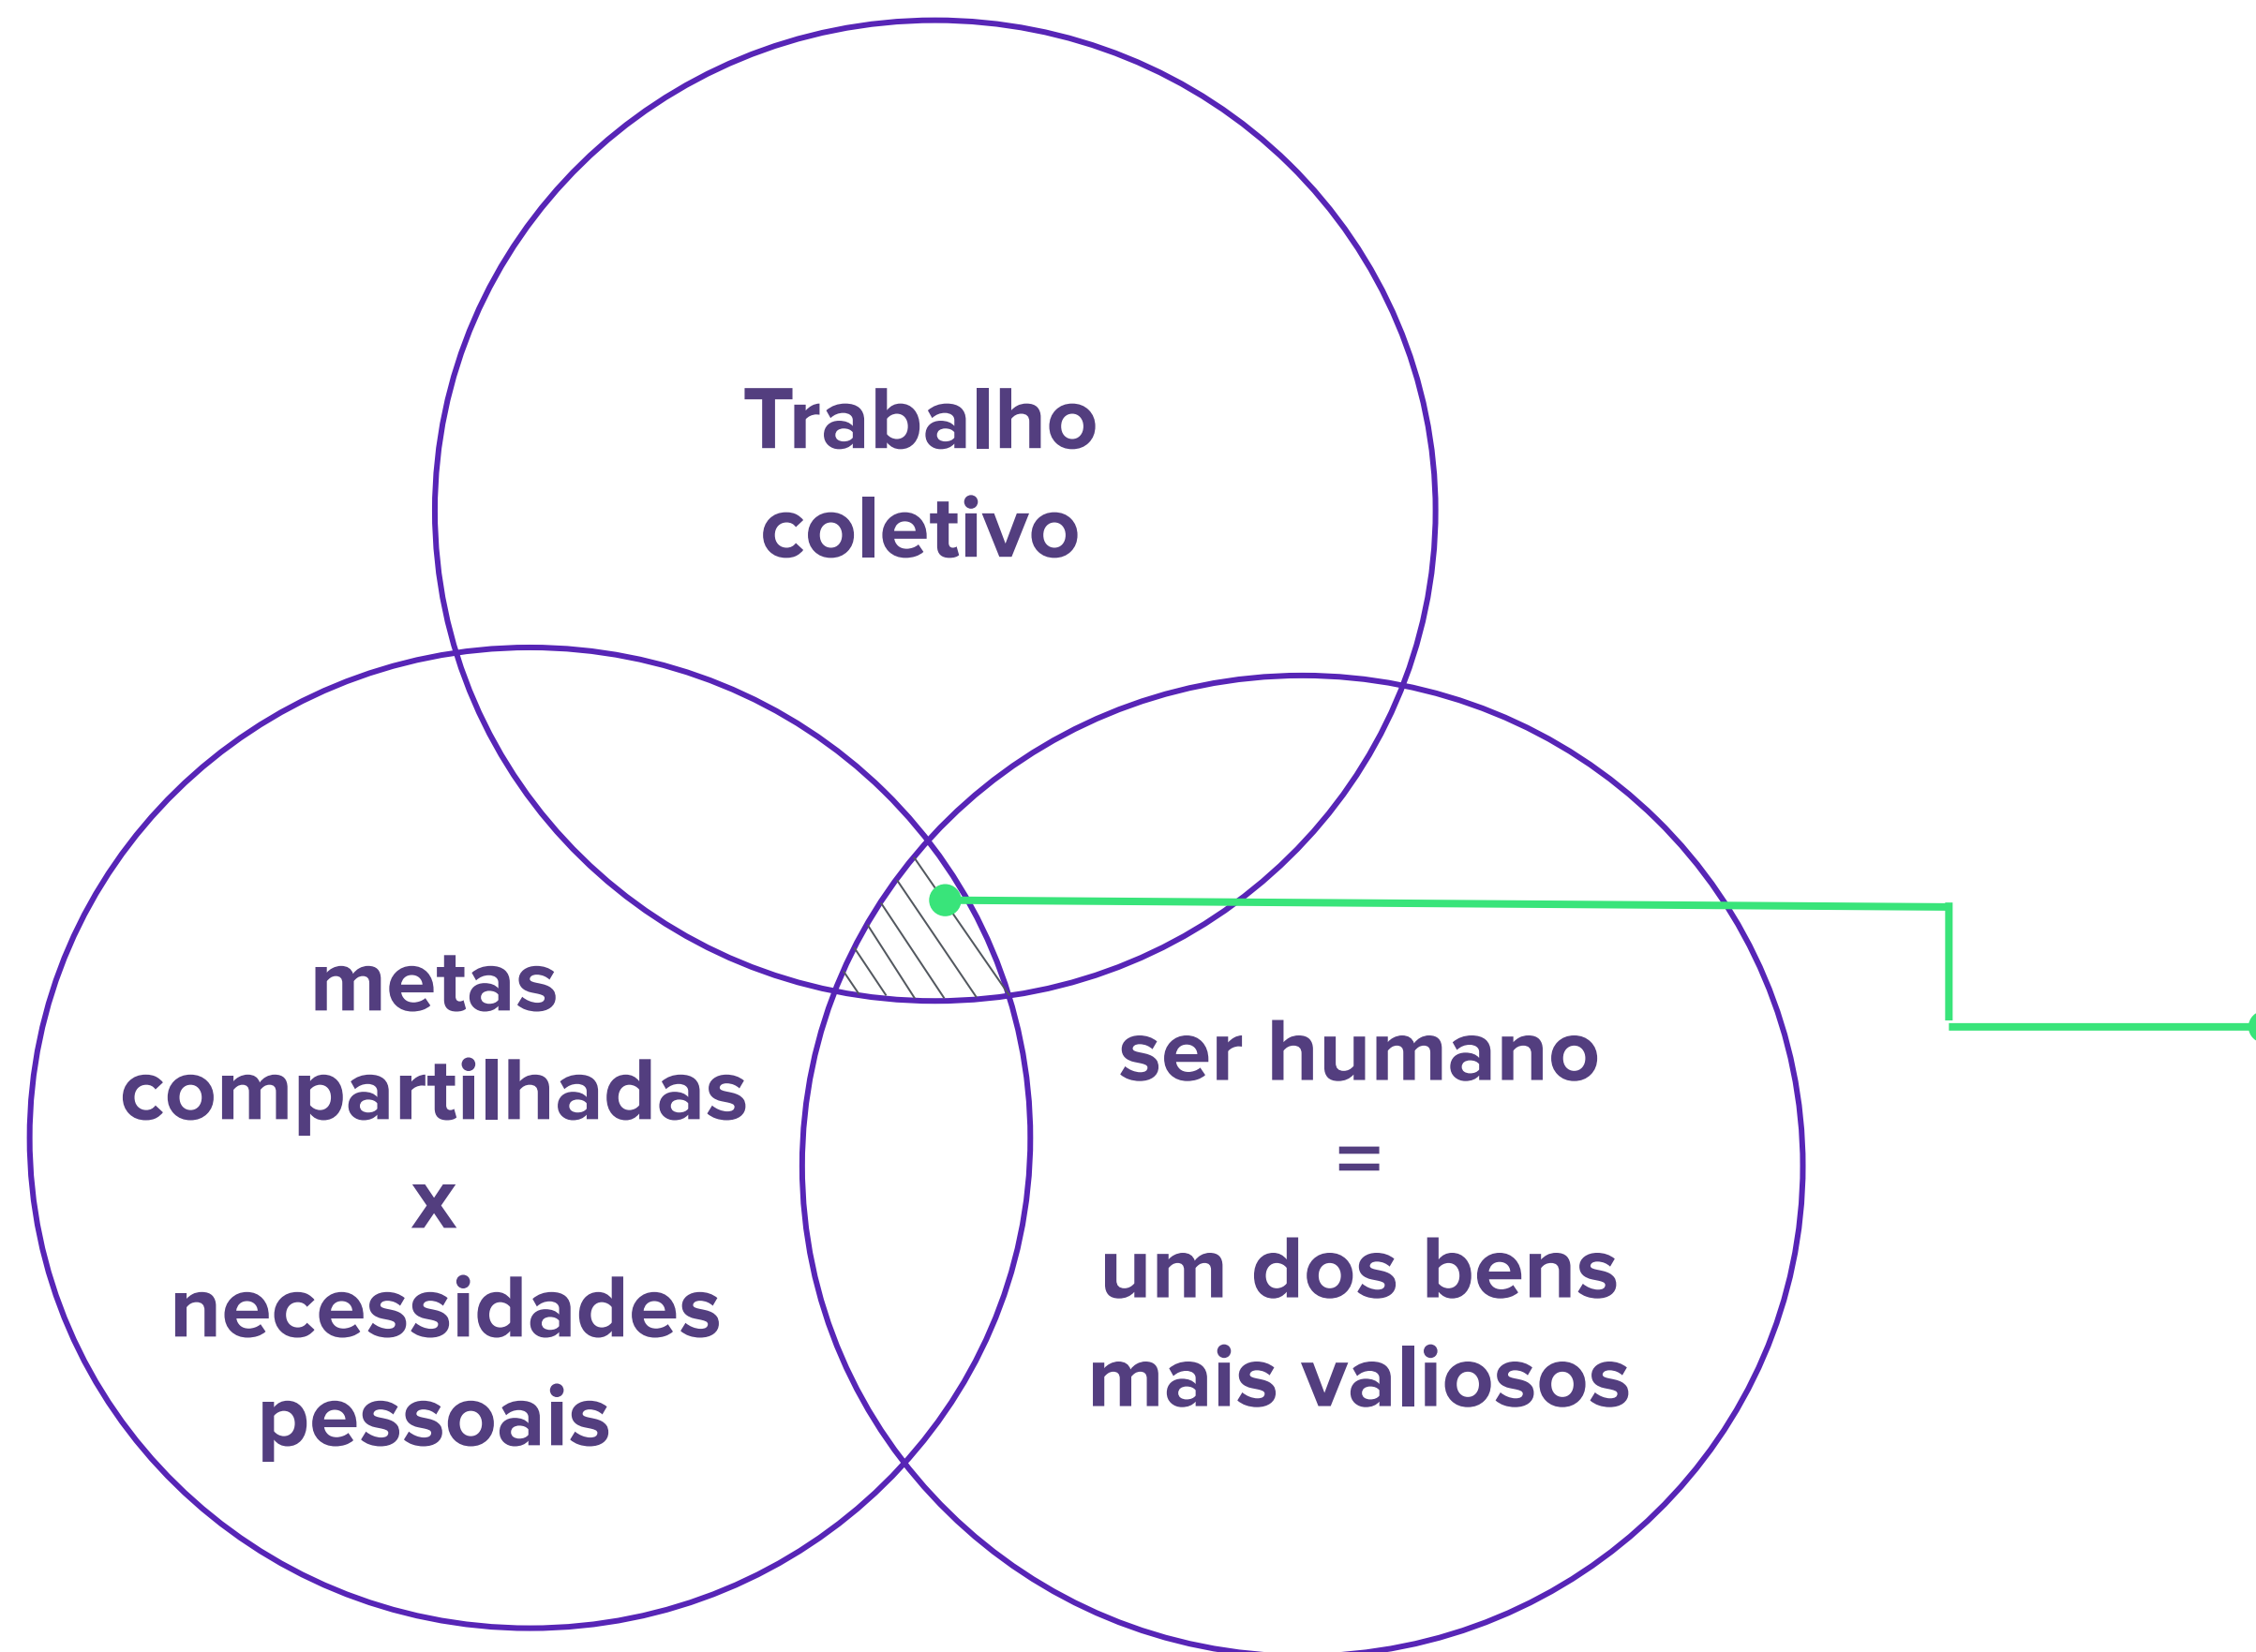 Trabalho
coletivo
metas
compartilhadas
x
necessidades
pessoais
ser humano
=
um dos bens
mais valiosos